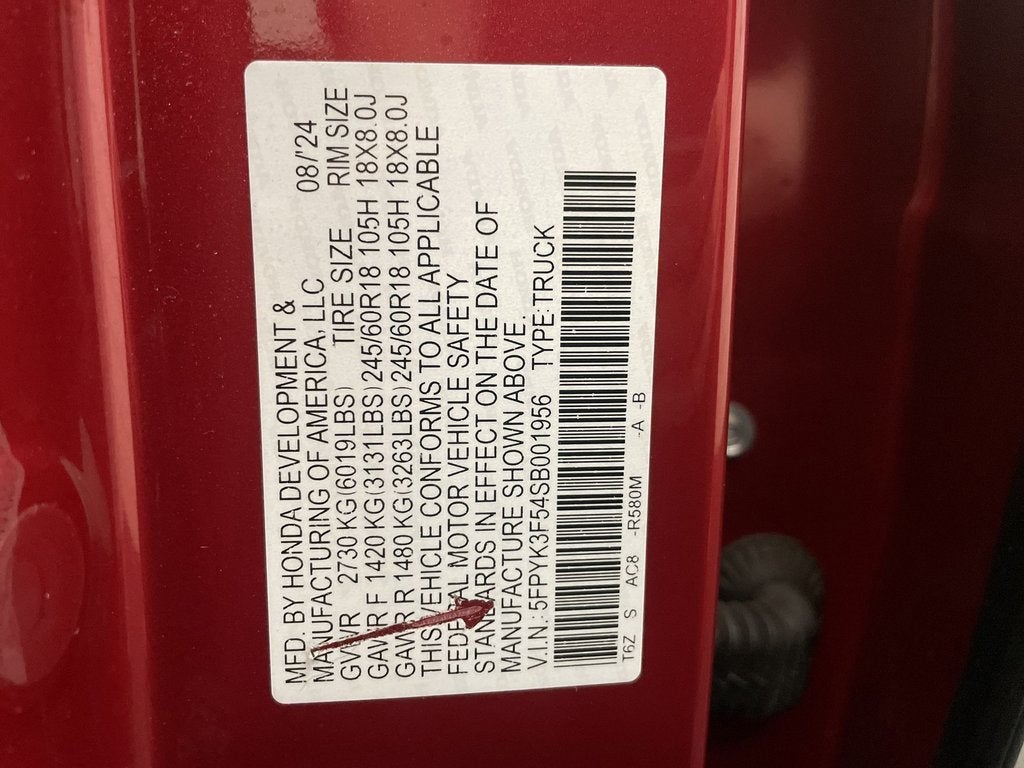 MFD. BY HONDA DEVELOPMENT &
MANUFACTURING OF AMERICA, LLC 08/'24
GVWR 2730 KG(6019LBS) TIRE SIZE RIM SIZE
GAWR F 1420 KG(3131LBS) 245/60R18 105H 18X8.0J
GAWR R 1480 KG(3263LBS) 245/60R18 105H 18X8.0J
THIS VEHICLE CONFORMS TO ALL APPLICABLE
FEDERAL MOTOR VEHICLE SAFETY
STANDARDS IN EFFECT ON THE DATE OF
MANUFACTURE SHOWN ABOVE.
V.I.N.:5FPYK3F54SB001956 TYPE:TRUCK
T6Z S AC8 -R580M -A -B